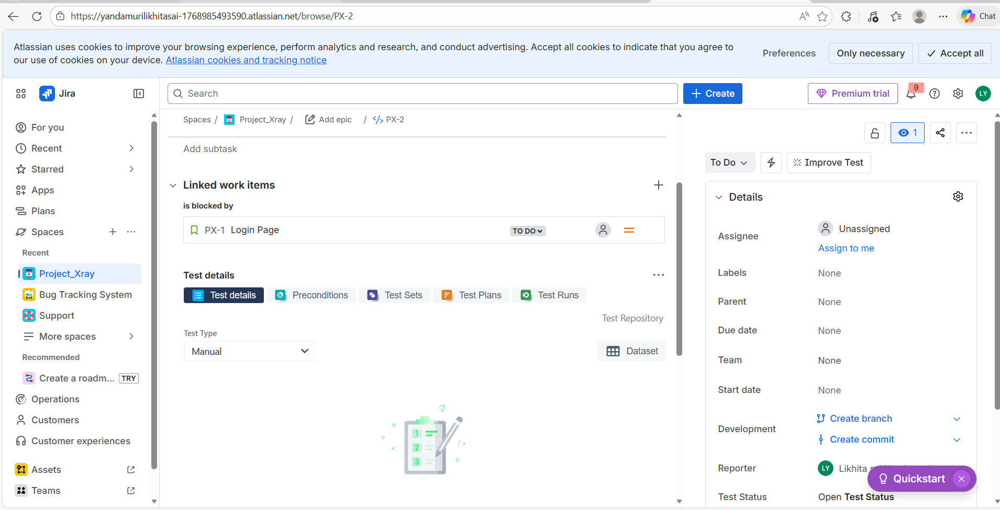 https://yandamurilikhitasai-1768985493590.atlassian.net/browse/PX-2
Chat
Atlassian uses cookies to improve your browsing experience, perform analytics and research, and conduct advertising. Accept all cookies to indicate that you agree to
our use of cookies on your device. Atlassian cookies and tracking notice
Preferences
Only necessary
Accept all
Jira
Search
Create
Premium trial
9
LY
For you
Recent
Starred
Apps
Plans
Spaces
Recent
Project_Xray
Bug Tracking System
Support
More spaces
Recommended
Create a roadm... TRY
Operations
Customers
Customer experiences
Assets
Teams
Spaces / Project_Xray / Add epic / PX-2
Add subtask
Linked work items
is blocked by
PX-1 Login Page TO DO
Test details
Test details Preconditions Test Sets Test Plans Test Runs
Test Repository
Test Type
Manual
Dataset
1
2
3
1
To Do
Improve Test
Details
Assignee
Unassigned
Assign to me
Labels None
Parent None
Due date None
Team None
Start date None
Development
Create branch
Create commit
Reporter LY Likhita
Quickstart
Test Status Open Test Status